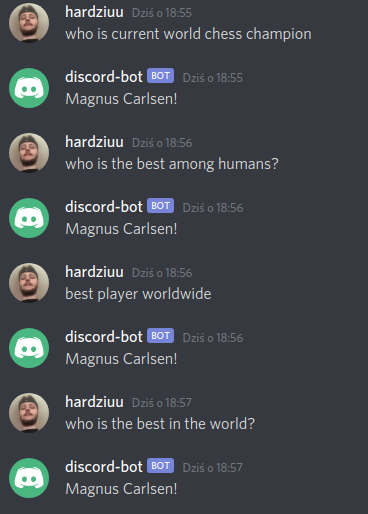 hardziuu Dziś o 18:55
who is current world chess champion
discord-bot BOT Dziś o 18:55
Magnus Carlsen!
hardziuu Dziś o 18:56
who is the best among humans?
discord-bot BOT Dziś o 18:56
Magnus Carlsen!
hardziuu Dziś o 18:56
best player worldwide
discord-bot BOT Dziś o 18:56
Magnus Carlsen!
hardziuu Dziś o 18:57
who is the best in the world?
discord-bot BOT Dziś o 18:57
Magnus Carlsen!